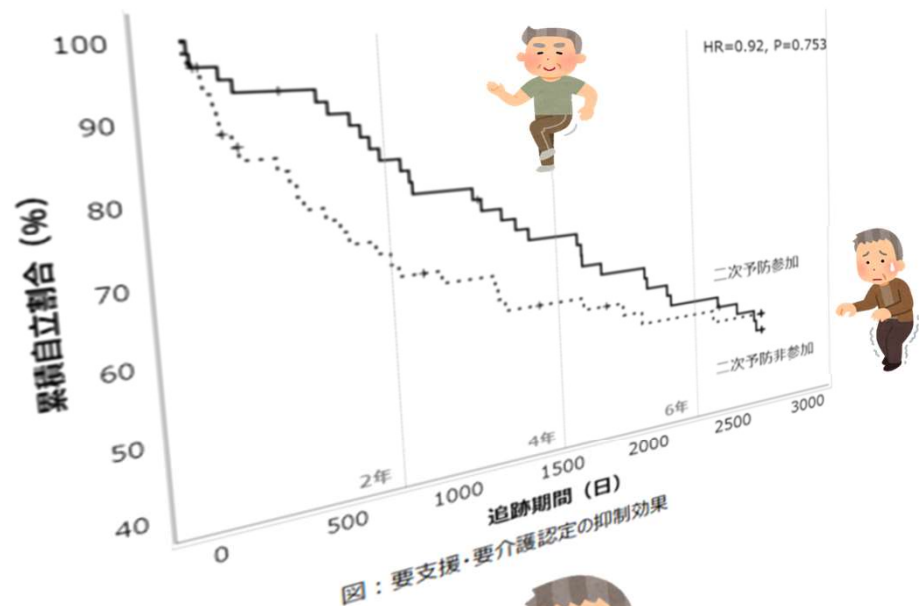 HR=0.92, P=0.753
累積自立割合（%）
100
90
80
70
60
50
40
二次予防参加
二次予防非参加
2年
4年
6年
0
500
1000
1500
2000
2500
3000
追跡期間（日）
図：要支援・要介護認定の抑制効果